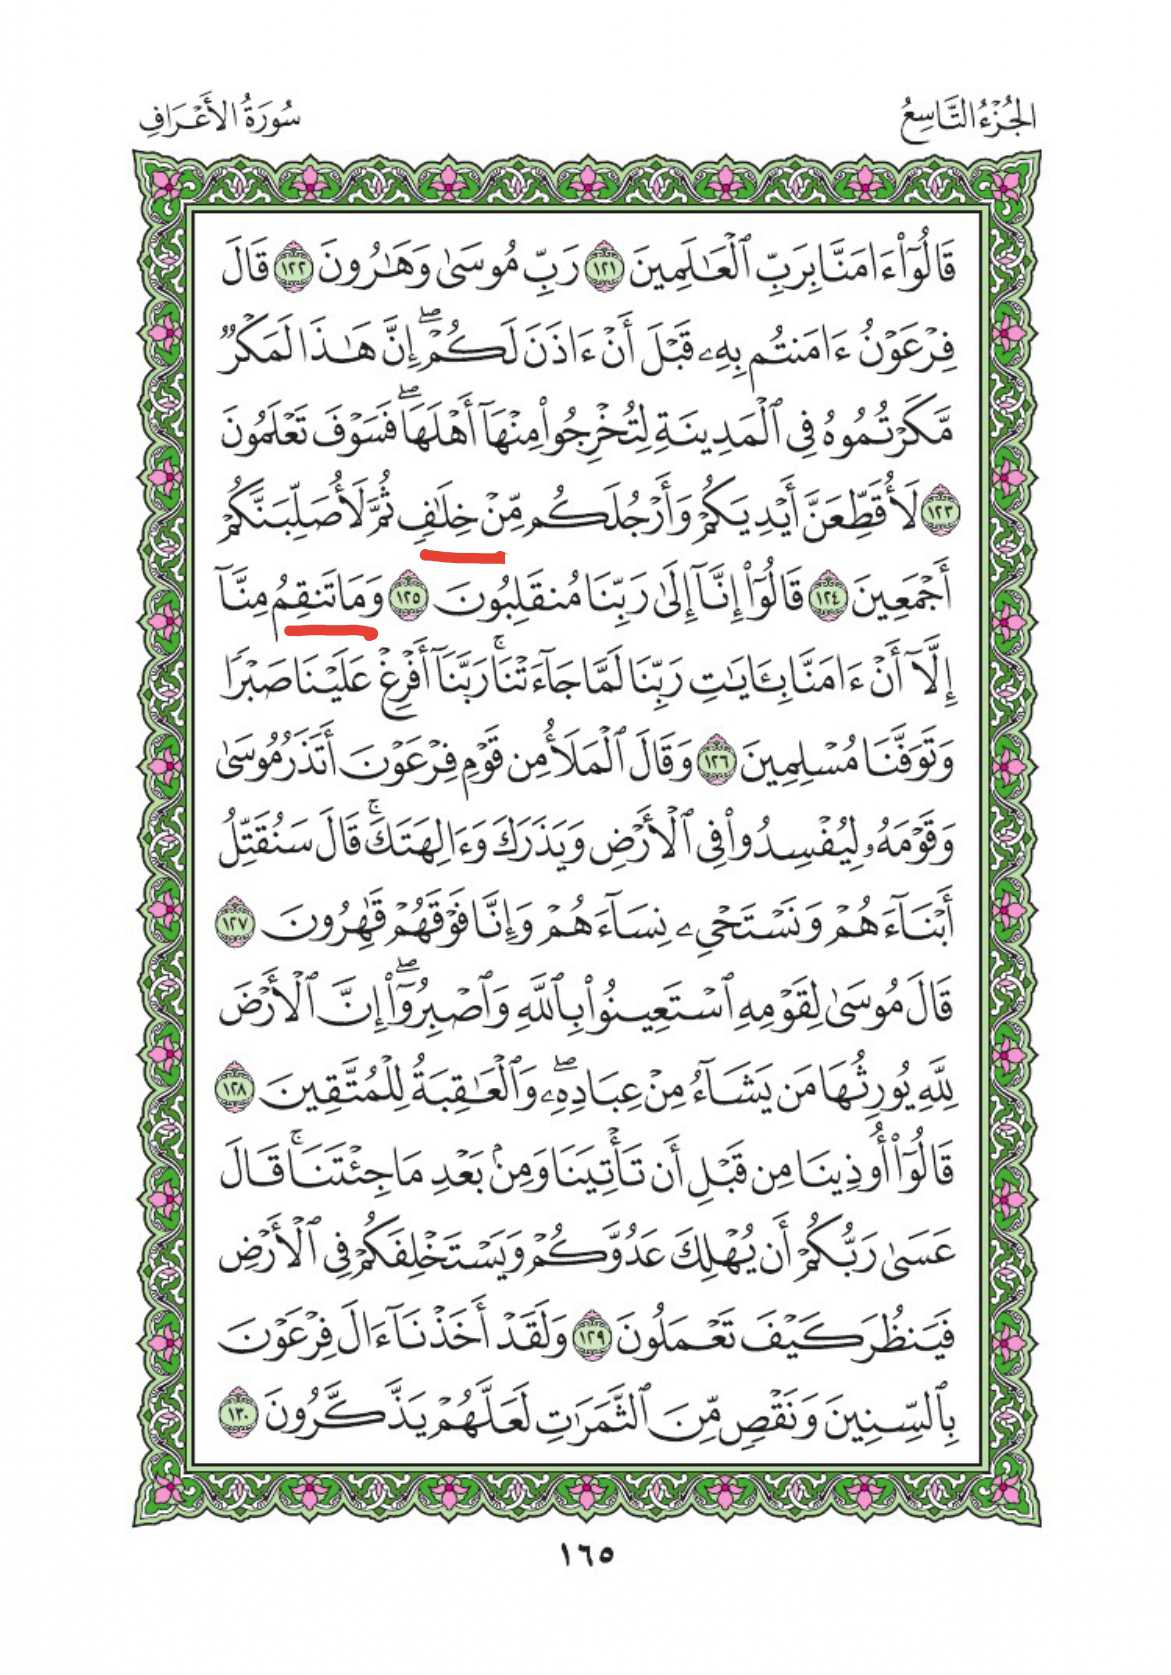 الجُزْءُ التَّاسِعُ
سُورَةُ الأَعْرَافِ
قَالُوٓاْ ءَامَنَّا بِرَبِّ ٱلْعَٰلَمِينَ ١٢١ رَبِّ مُوسَىٰ وَهَٰرُونَ ١٢٢ قَالَ
فِرْعَوْنُ ءَامَنتُم بِهِۦ قَبْلَ أَنْ ءَاذَنَ لَكُمْۖ إِنَّ هَٰذَا لَمَكْرٌ
مَّكَرْتُمُوهُ فِى ٱلْمَدِينَةِ لِتُخْرِجُواْ مِنْهَآ أَهْلَهَاۖ فَسَوْفَ تَعْلَمُونَ
١٢٣ لَأُقَطِّعَنَّ أَيْدِيَكُمْ وَأَرْجُلَكُم مِّنْ خِلَٰفٍ ثُمَّ لَأُصَلِّبَنَّكُمْ
أَجْمَعِينَ ١٢٤ قَالُوٓاْ إِنَّآ إِلَىٰ رَبِّنَا مُنقَلِبُونَ ١٢٥ وَمَا تَنقِمُ مِنَّآ
إِلَّآ أَنْ ءَامَنَّا بِـَٔايَٰتِ رَبِّنَا لَمَّا جَآءَتْنَاۚ رَبَّنَآ أَفْرِغْ عَلَيْنَا صَبْرًا
وَتَوَفَّنَا مُسْلِمِينَ ١٢٦ وَقَالَ ٱلْمَلَأُ مِن قَوْمِ فِرْعَوْنَ أَتَذَرُ مُوسَىٰ
وَقَوْمَهُۥ لِيُفْسِدُواْ فِى ٱلْأَرْضِ وَيَذَرَكَ وَءَالِهَتَكَۚ قَالَ سَنُقَتِّلُ
أَبْنَآءَهُمْ وَنَسْتَحْىِۦ نِسَآءَهُمْ وَإِنَّا فَوْقَهُمْ قَٰهِرُونَ ١٢٧
قَالَ مُوسَىٰ لِقَوْمِهِ ٱسْتَعِينُواْ بِٱللَّهِ وَٱصْبِرُوٓاْۖ إِنَّ ٱلْأَرْضَ
لِلَّهِ يُورِثُهَا مَن يَشَآءُ مِنْ عِبَادِهِۦۖ وَٱلْعَٰقِبَةُ لِلْمُتَّقِينَ ١٢٨
قَالُوٓاْ أُوذِينَا مِن قَبْلِ أَن تَأْتِيَنَا وَمِنۢ بَعْدِ مَا جِئْتَنَاۚ قَالَ
عَسَىٰ رَبُّكُمْ أَن يُهْلِكَ عَدُوَّكُمْ وَيَسْتَخْلِفَكُمْ فِى ٱلْأَرْضِ
فَيَنظُرَ كَيْفَ تَعْمَلُونَ ١٢٩ وَلَقَدْ أَخَذْنَآ ءَالَ فِرْعَوْنَ
بِٱلسِّنِينَ وَنَقْصٍ مِّنَ ٱلثَّمَرَٰتِ لَعَلَّهُمْ يَذَّكَّرُونَ ١٣٠
١٦٥